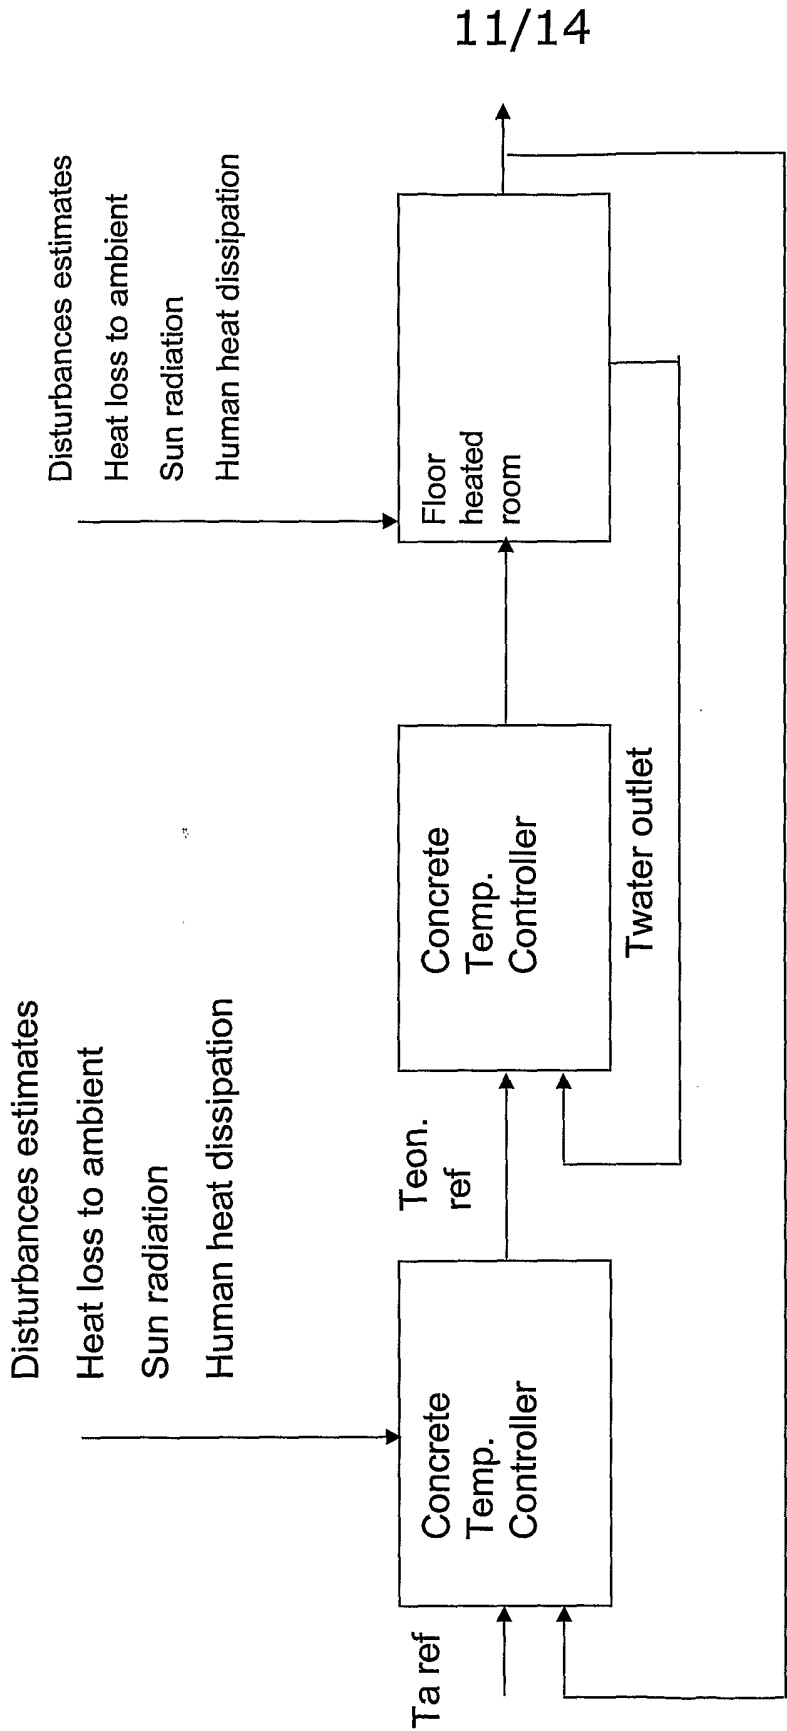 11/14
Disturbances estimates
Heat loss to ambient
Sun radiation
Human heat dissipation
Disturbances estimates
Heat loss to ambient
Sun radiation
Human heat dissipation
Ta ref
Concrete
Temp.
Controller
Teon.
ref
Concrete
Temp.
Controller
Floor
heated
room
Twater outlet